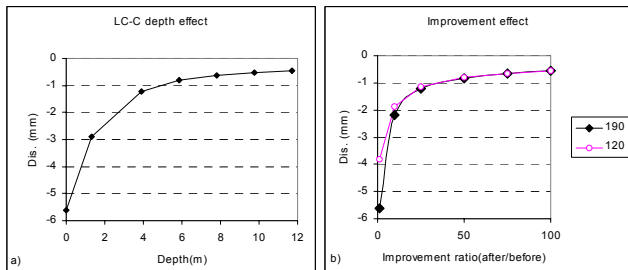 LC-C depth effect
0
-1
-2
-3
-4
-5
-6
Dis. (mm)
0 2 4 6 8 10 12
a) Depth(m)
Improvement effect
0
-1
-2
-3
-4
-5
-6
Dis. (mm)
0 50 100
b) Improvement ratio(after/before)
190
120